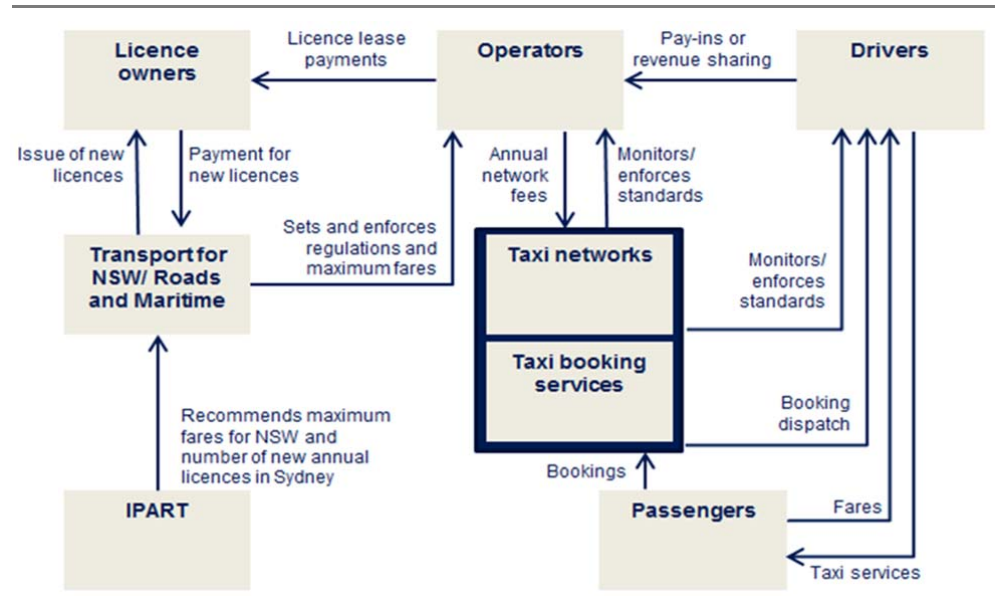 Licence
owners
Licence lease
payments
Operators
Pay-ins or
revenue sharing
Drivers
Issue of new
licences
Payment for
new licences
Annual
network
fees
Monitors/
enforces
standards
Sets and enforces
regulations and
maximum fares
Transport for
NSW/ Roads
and Maritime
Taxi networks
Monitors/
enforces
standards
Taxi booking
services
Booking
dispatch
Recommends maximum
fares for NSW and
number of new annual
licences in Sydney
Bookings
IPART
Passengers
Fares
Taxi services